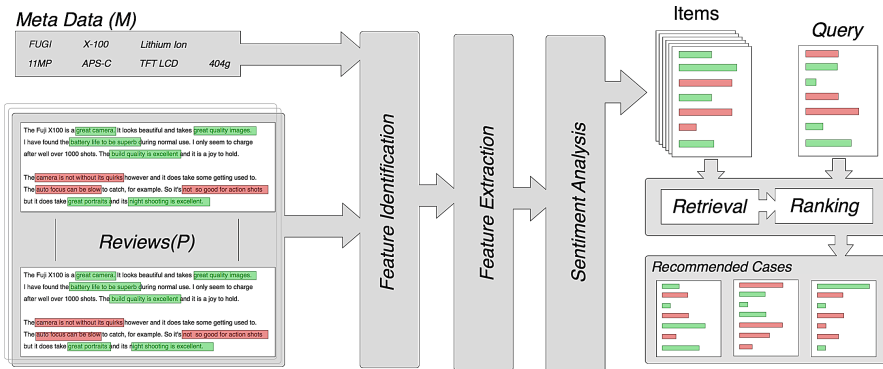 Meta Data (M)
FUGI X-100 Lithium Ion
11MP APS-C TFT LCD 404g
The Fuji X100 is a great camera. It looks beautiful and takes great quality images.
I have found the battery life to be superb during normal use. I only seem to charge
after well over 1000 shots. The build quality is excellent and it is a joy to hold.
The camera is not without its quirks however and it does take some getting used to.
The auto focus can be slow to catch, for example. So it's not so good for action shots
but it does take great portraits and its night shooting is excellent.
Reviews(P)
The Fuji X100 is a great camera. It looks beautiful and takes great quality images.
I have found the battery life to be superb during normal use. I only seem to charge
after well over 1000 shots. The build quality is excellent and it is a joy to hold.
The camera is not without its quirks however and it does take some getting used to.
The auto focus can be slow to catch, for example. So it's not so good for action shots
but it does take great portraits and its night shooting is excellent.
Feature Identification
Feature Extraction
Sentiment Analysis
Items
Query
Retrieval
Ranking
Recommended Cases